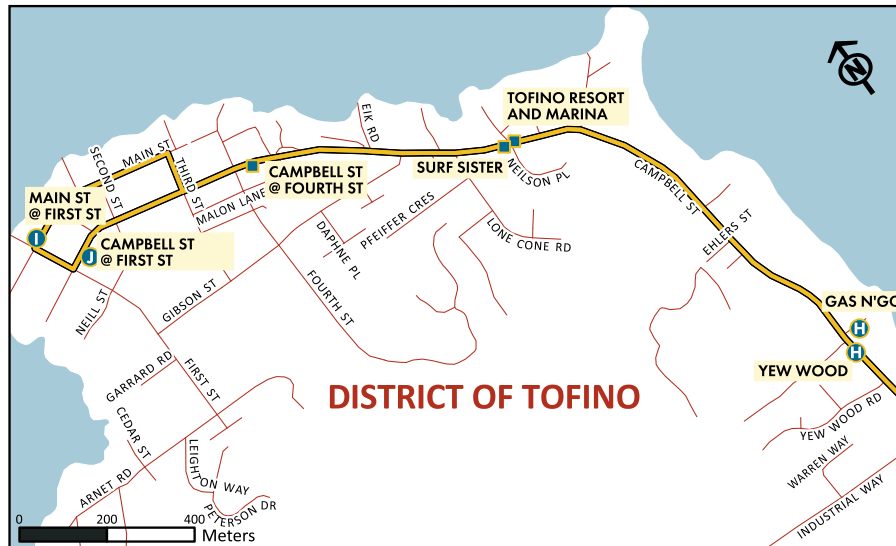 N
TOFINO RESORT
AND MARINA
EIK RD
SECOND ST
MAIN ST
THIRD ST
SURF SISTER
NEILSON PL
CAMPBELL ST
@ FOURTH ST
MALON LANE
MAIN ST
@ FIRST ST
CAMPBELL ST
PFEIFFER CRES
DAPHNE PL
LONE CONE RD
EHLERS ST
I
J
CAMPBELL ST
@ FIRST ST
NEILL ST
GIBSON ST
FOURTH ST
GAS N'GO
H
H
YEW WOOD
GARRARD RD
FIRST ST
DISTRICT OF TOFINO
CEDAR ST
YEW WOOD RD
LEIGHTON WAY
WARREN WAY
ARNET RD
PETERSON DR
INDUSTRIAL WAY
0 200 400
Meters